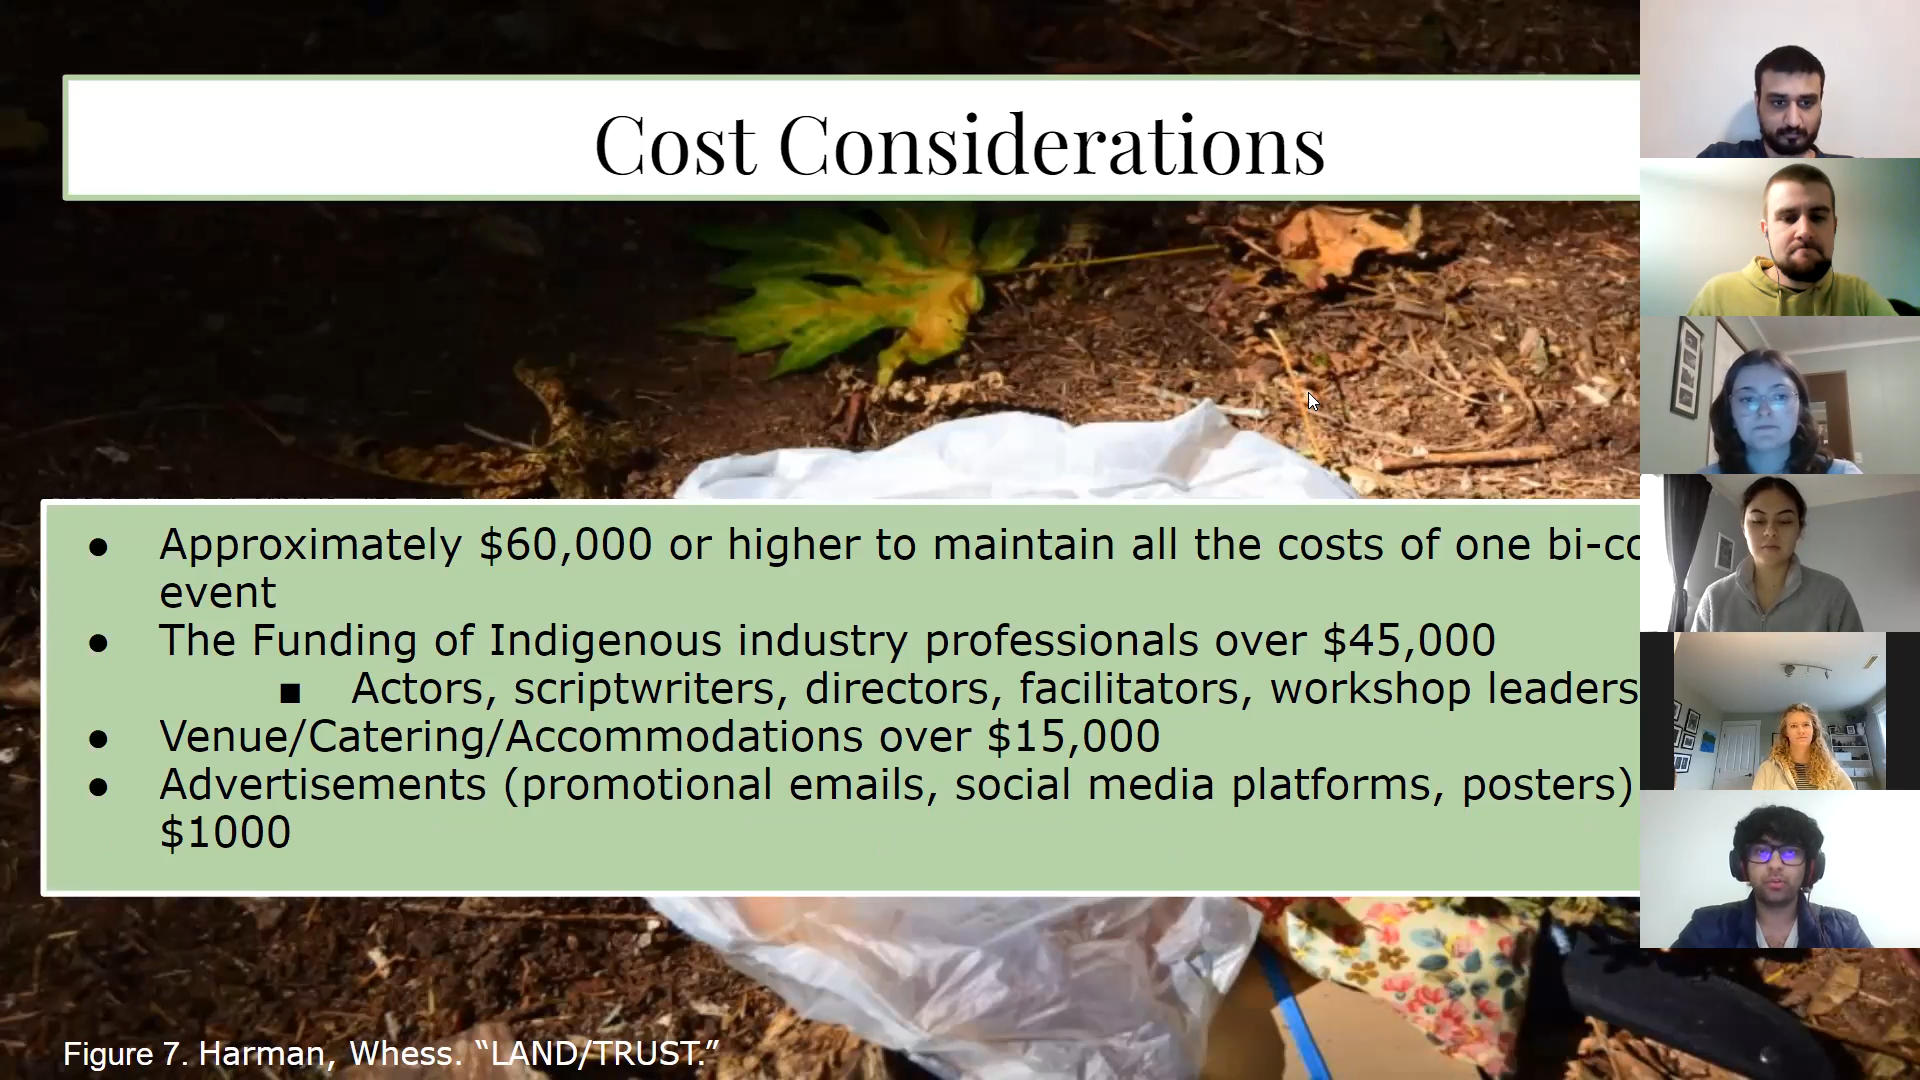 Cost Considerations
● Approximately $60,000 or higher to maintain all the costs of one
event
● The Funding of Indigenous industry professionals over $45,000
■ Actors, scriptwriters, directors, facilitators, workshop leaders
● Venue/Catering/Accommodations over $15,000
● Advertisements (promotional emails, social media platforms, posters)
$1000
Figure 7. Harman, Whess. “LAND/TRUST.”